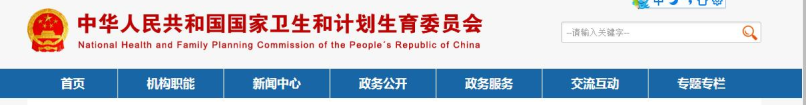 中
中华人民共和国国家卫生和计划生育委员会
National Health and Family Planning Commission of the People's Republic of China
--请输入关键字--
首页 机构职能 新闻中心 政务公开 政务服务 交流互动 专题专栏